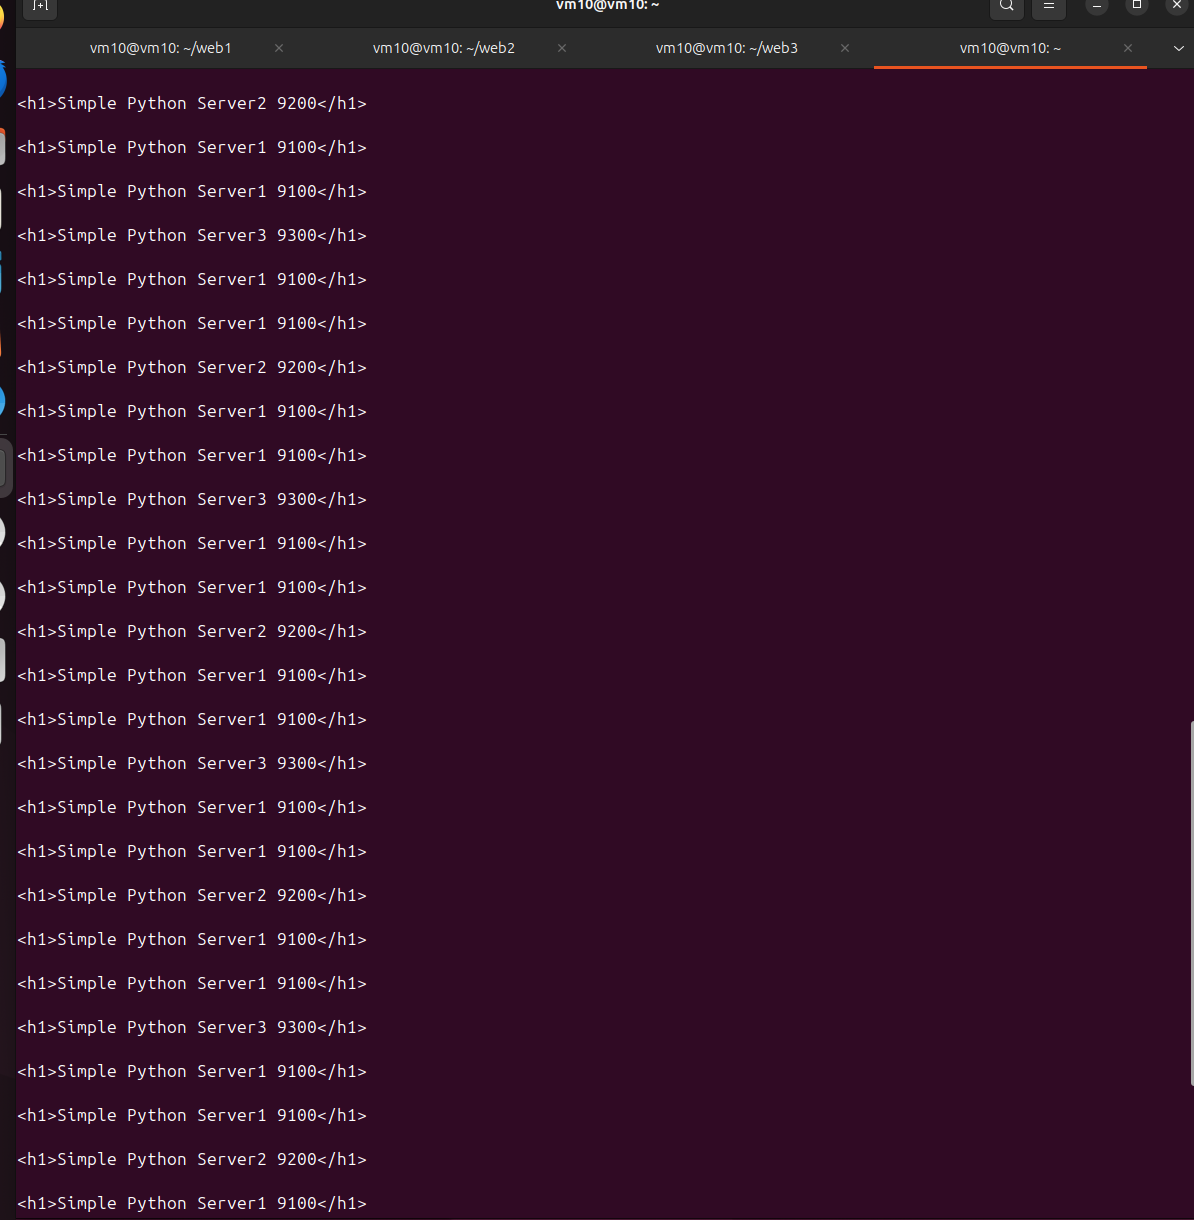 vm10@vm10: ~
vm10@vm10: ~/web1
vm10@vm10: ~/web2
vm10@vm10: ~/web3
vm10@vm10: ~
<h1>Simple Python Server2 9200</h1>
<h1>Simple Python Server1 9100</h1>
<h1>Simple Python Server1 9100</h1>
<h1>Simple Python Server3 9300</h1>
<h1>Simple Python Server1 9100</h1>
<h1>Simple Python Server1 9100</h1>
<h1>Simple Python Server2 9200</h1>
<h1>Simple Python Server1 9100</h1>
<h1>Simple Python Server1 9100</h1>
<h1>Simple Python Server3 9300</h1>
<h1>Simple Python Server1 9100</h1>
<h1>Simple Python Server1 9100</h1>
<h1>Simple Python Server2 9200</h1>
<h1>Simple Python Server1 9100</h1>
<h1>Simple Python Server1 9100</h1>
<h1>Simple Python Server3 9300</h1>
<h1>Simple Python Server1 9100</h1>
<h1>Simple Python Server1 9100</h1>
<h1>Simple Python Server2 9200</h1>
<h1>Simple Python Server1 9100</h1>
<h1>Simple Python Server1 9100</h1>
<h1>Simple Python Server3 9300</h1>
<h1>Simple Python Server1 9100</h1>
<h1>Simple Python Server1 9100</h1>
<h1>Simple Python Server2 9200</h1>
<h1>Simple Python Server1 9100</h1>